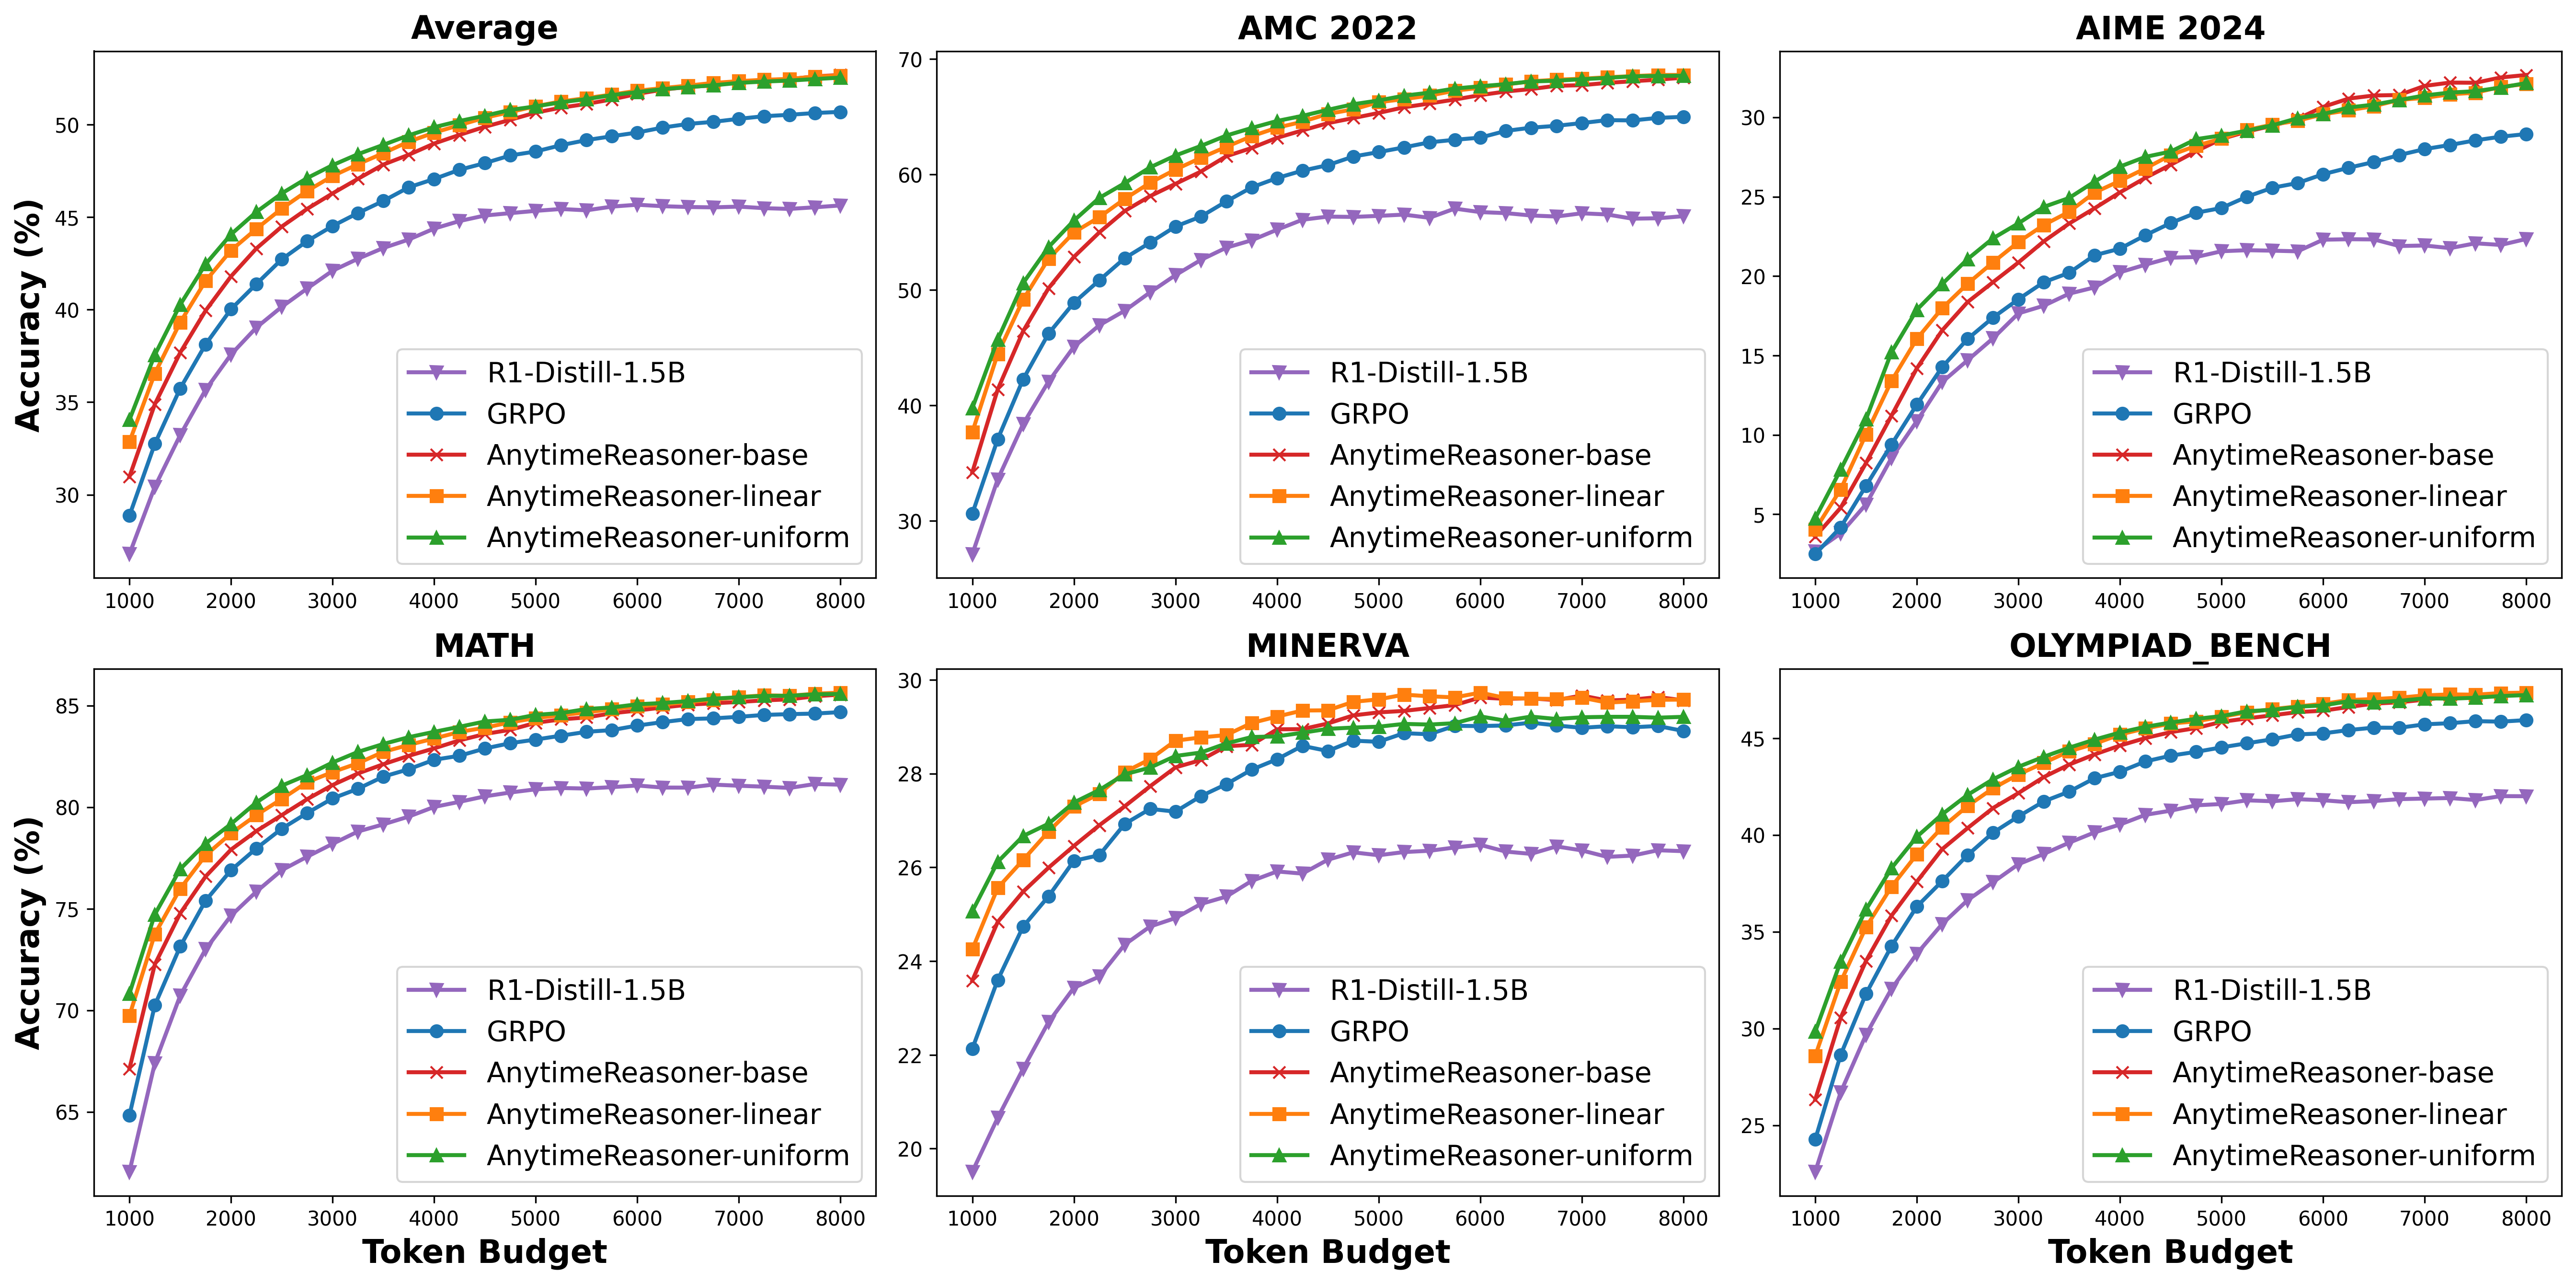 Average
Accuracy (%)
50
45
40
35
30
1000 2000 3000 4000 5000 6000 7000 8000
R1-Distill-1.5B
GRPO
AnytimeReasoner-base
AnytimeReasoner-linear
AnytimeReasoner-uniform
AMC 2022
70
60
50
40
30
1000 2000 3000 4000 5000 6000 7000 8000
R1-Distill-1.5B
GRPO
AnytimeReasoner-base
AnytimeReasoner-linear
AnytimeReasoner-uniform
AIME 2024
30
25
20
15
10
5
1000 2000 3000 4000 5000 6000 7000 8000
R1-Distill-1.5B
GRPO
AnytimeReasoner-base
AnytimeReasoner-linear
AnytimeReasoner-uniform
MATH
Accuracy (%)
85
80
75
70
65
1000 2000 3000 4000 5000 6000 7000 8000
Token Budget
R1-Distill-1.5B
GRPO
AnytimeReasoner-base
AnytimeReasoner-linear
AnytimeReasoner-uniform
MINERVA
30
28
26
24
22
20
1000 2000 3000 4000 5000 6000 7000 8000
Token Budget
R1-Distill-1.5B
GRPO
AnytimeReasoner-base
AnytimeReasoner-linear
AnytimeReasoner-uniform
OLYMPIAD_BENCH
45
40
35
30
25
1000 2000 3000 4000 5000 6000 7000 8000
Token Budget
R1-Distill-1.5B
GRPO
AnytimeReasoner-base
AnytimeReasoner-linear
AnytimeReasoner-uniform